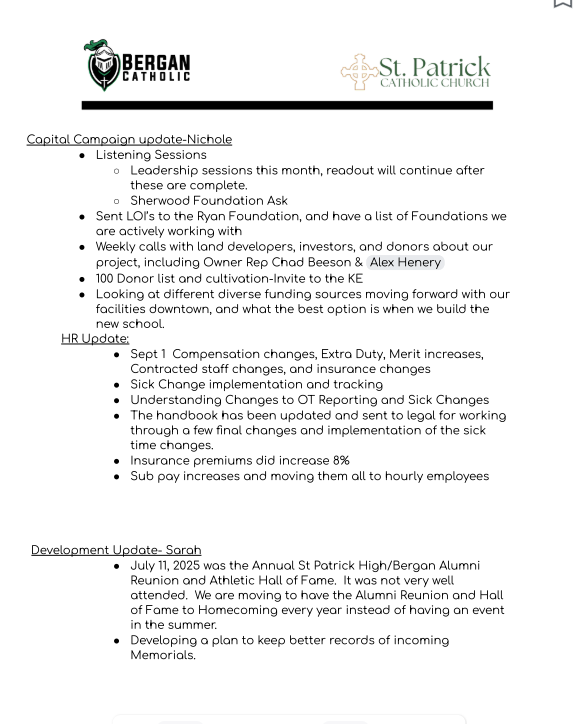 BERGAN
CATHOLIC
St. Patrick
CATHOLIC CHURCH
Capital Campaign update-Nichole
● Listening Sessions
○ Leadership sessions this month, readout will continue after
these are complete.
○ Sherwood Foundation Ask
● Sent LOI's to the Ryan Foundation, and have a list of Foundations we
are actively working with
● Weekly calls with land developers, investors, and donors about our
project, including Owner Rep Chad Beeson & Alex Henery
● 100 Donor list and cultivation-Invite to the KE
● Looking at different diverse funding sources moving forward with our
facilities downtown, and what the best option is when we build the
new school.
HR Update:
● Sept 1  Compensation changes, Extra Duty, Merit increases,
Contracted staff changes, and insurance changes
● Sick Change implementation and tracking
● Understanding Changes to OT Reporting and Sick Changes
● The handbook has been updated and sent to legal for working
through a few final changes and implementation of the sick
time changes.
● Insurance premiums did increase 8%
● Sub pay increases and moving them all to hourly employees
Development Update- Sarah
● July 11, 2025 was the Annual St Patrick High/Bergan Alumni
Reunion and Athletic Hall of Fame.  It was not very well
attended.  We are moving to have the Alumni Reunion and Hall
of Fame to Homecoming every year instead of having an event
in the summer.
● Developing a plan to keep better records of incoming
Memorials.